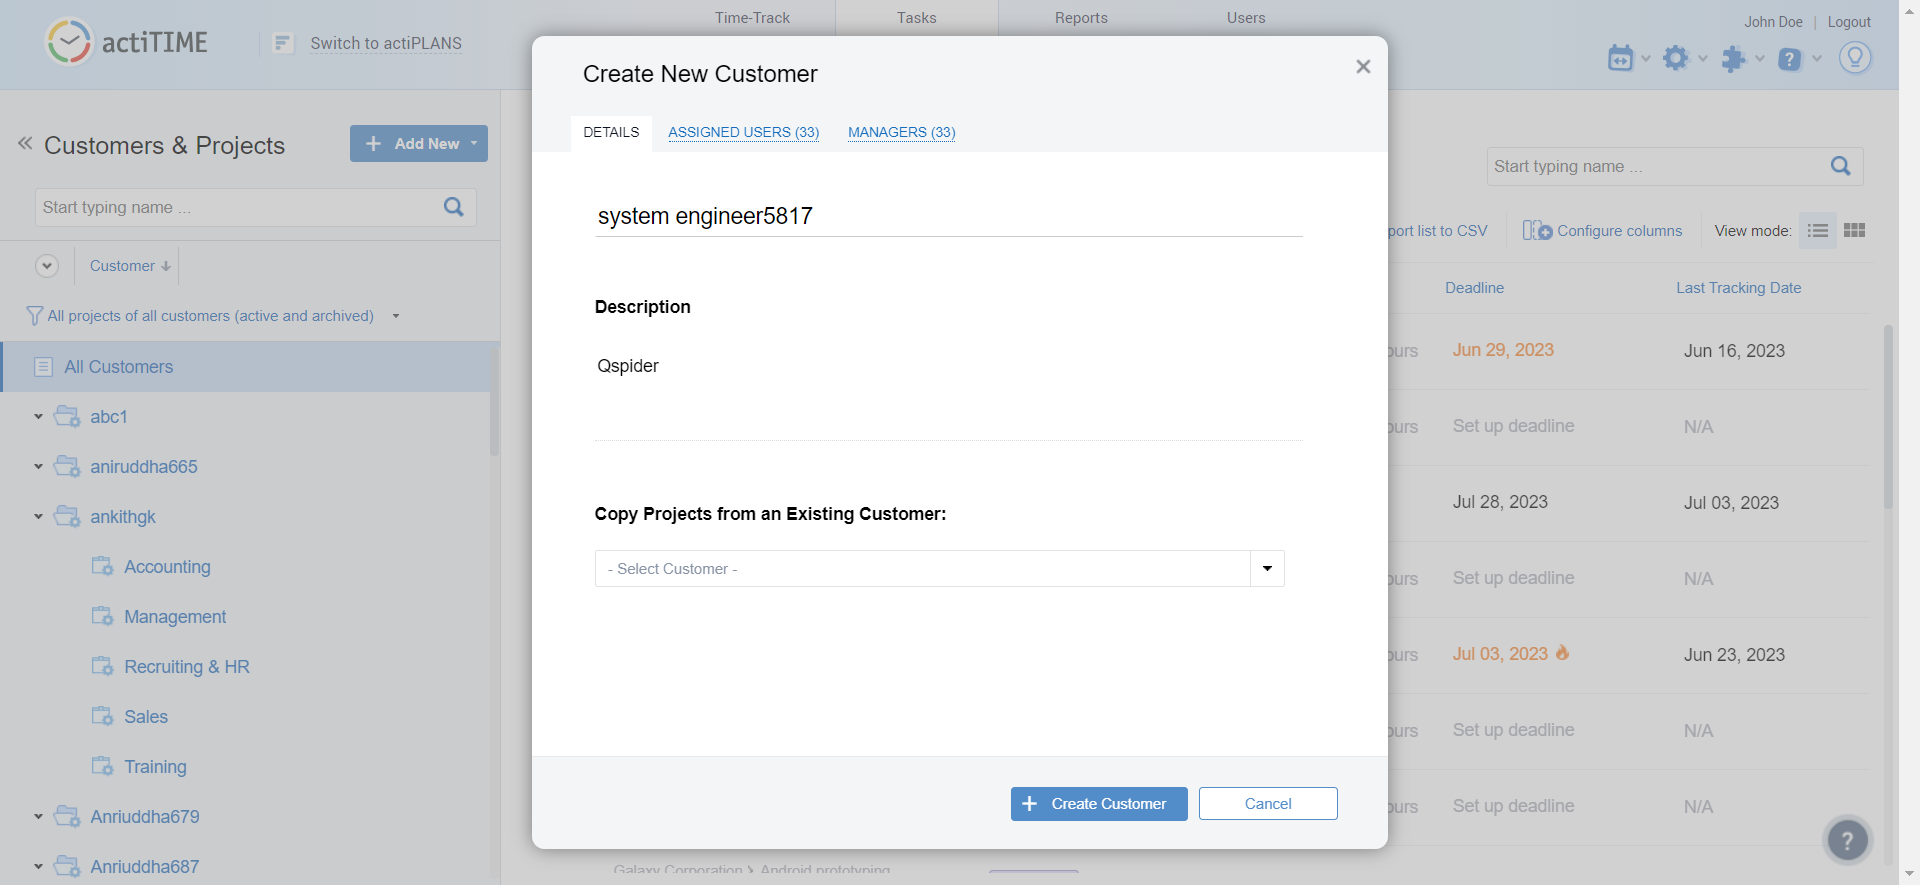 actiTIME
Switch to actiPLANS
Time-Track
Tasks
Reports
Users
John Doe
Logout
Customers & Projects
Add New
Start typing name ...
Customer
All projects of all customers (active and archived)
All Customers
abc1
aniruddha665
ankithgk
Accounting
Management
Recruiting & HR
Sales
Training
Anriuddha679
Anriuddha687
Create New Customer
DETAILS
ASSIGNED USERS (33)
MANAGERS (33)
system engineer5817
Description
Qspider
Copy Projects from an Existing Customer:
- Select Customer -
Create Customer
Cancel
Start typing name ...
port list to CSV
Configure columns
View mode:
Deadline
Last Tracking Date
ours
Jun 29, 2023
Jun 16, 2023
ours
Set up deadline
N/A
Jul 28, 2023
Jul 03, 2023
ours
Set up deadline
N/A
ours
Jul 03, 2023
Jun 23, 2023
ours
Set up deadline
N/A
ours
Set up deadline
N/A
Galaxy Corporation > Android prototyping